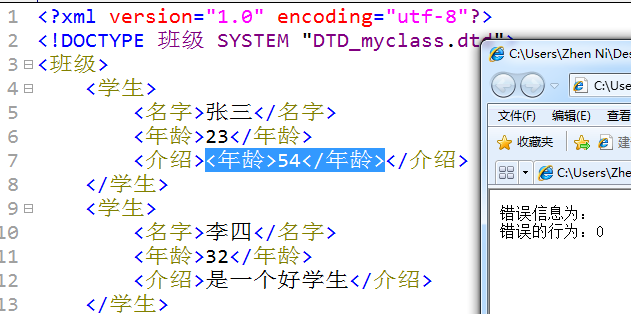 1 <?xml version="1.0" encoding="utf-8"?>
2 <!DOCTYPE 班级 SYSTEM "DTD_myclass.dtd">
3 <班级>
4 <学生>
5 <名字>张三</名字>
6 <年龄>23</年龄>
7 <介绍><年龄>54</年龄></介绍>
8 </学生>
9 <学生>
10 <名字>李四</名字>
11 <年龄>32</年龄>
12 <介绍>是一个好学生</介绍>
13 </学生>
C:\Users\Zhen Ni\Des
C:\Use
文件(F) 编辑(E) 查看
收藏夹
C:\Users\Zhen
错误信息为:
错误的行为: 0